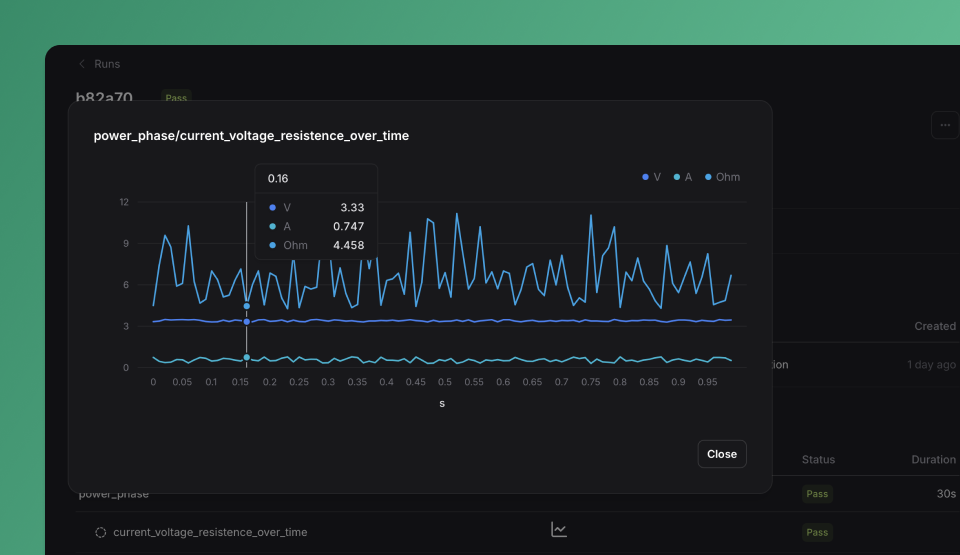 Runs
b82a70 Pass
...
power_phase/current_voltage_resistence_over_time
0.16
V 3.33
A 0.747
Ohm 4.458
V A Ohm
12
9
6
3
0
0 0.05 0.1 0.15 0.2 0.25 0.3 0.35 0.4 0.45 0.5 0.55 0.6 0.65 0.7 0.75 0.8 0.85 0.9 0.95
s
Close
Created
tion 1 day ago
Status Duration
power_phase Pass 30s
current_voltage_resistence_over_time Pass